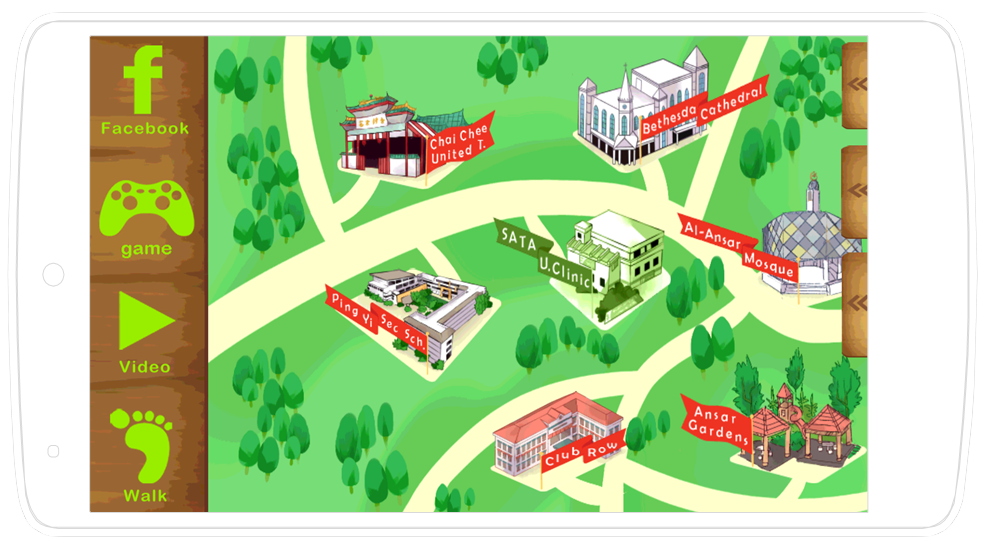 Facebook
game
Video
Walk
Chai Chee
United T.
Bethesda Cathedral
SATA
U.Clinic
Al-Ansar
Mosque
Ping Yi Sec Sch.
Club Row
Ansar
Gardens